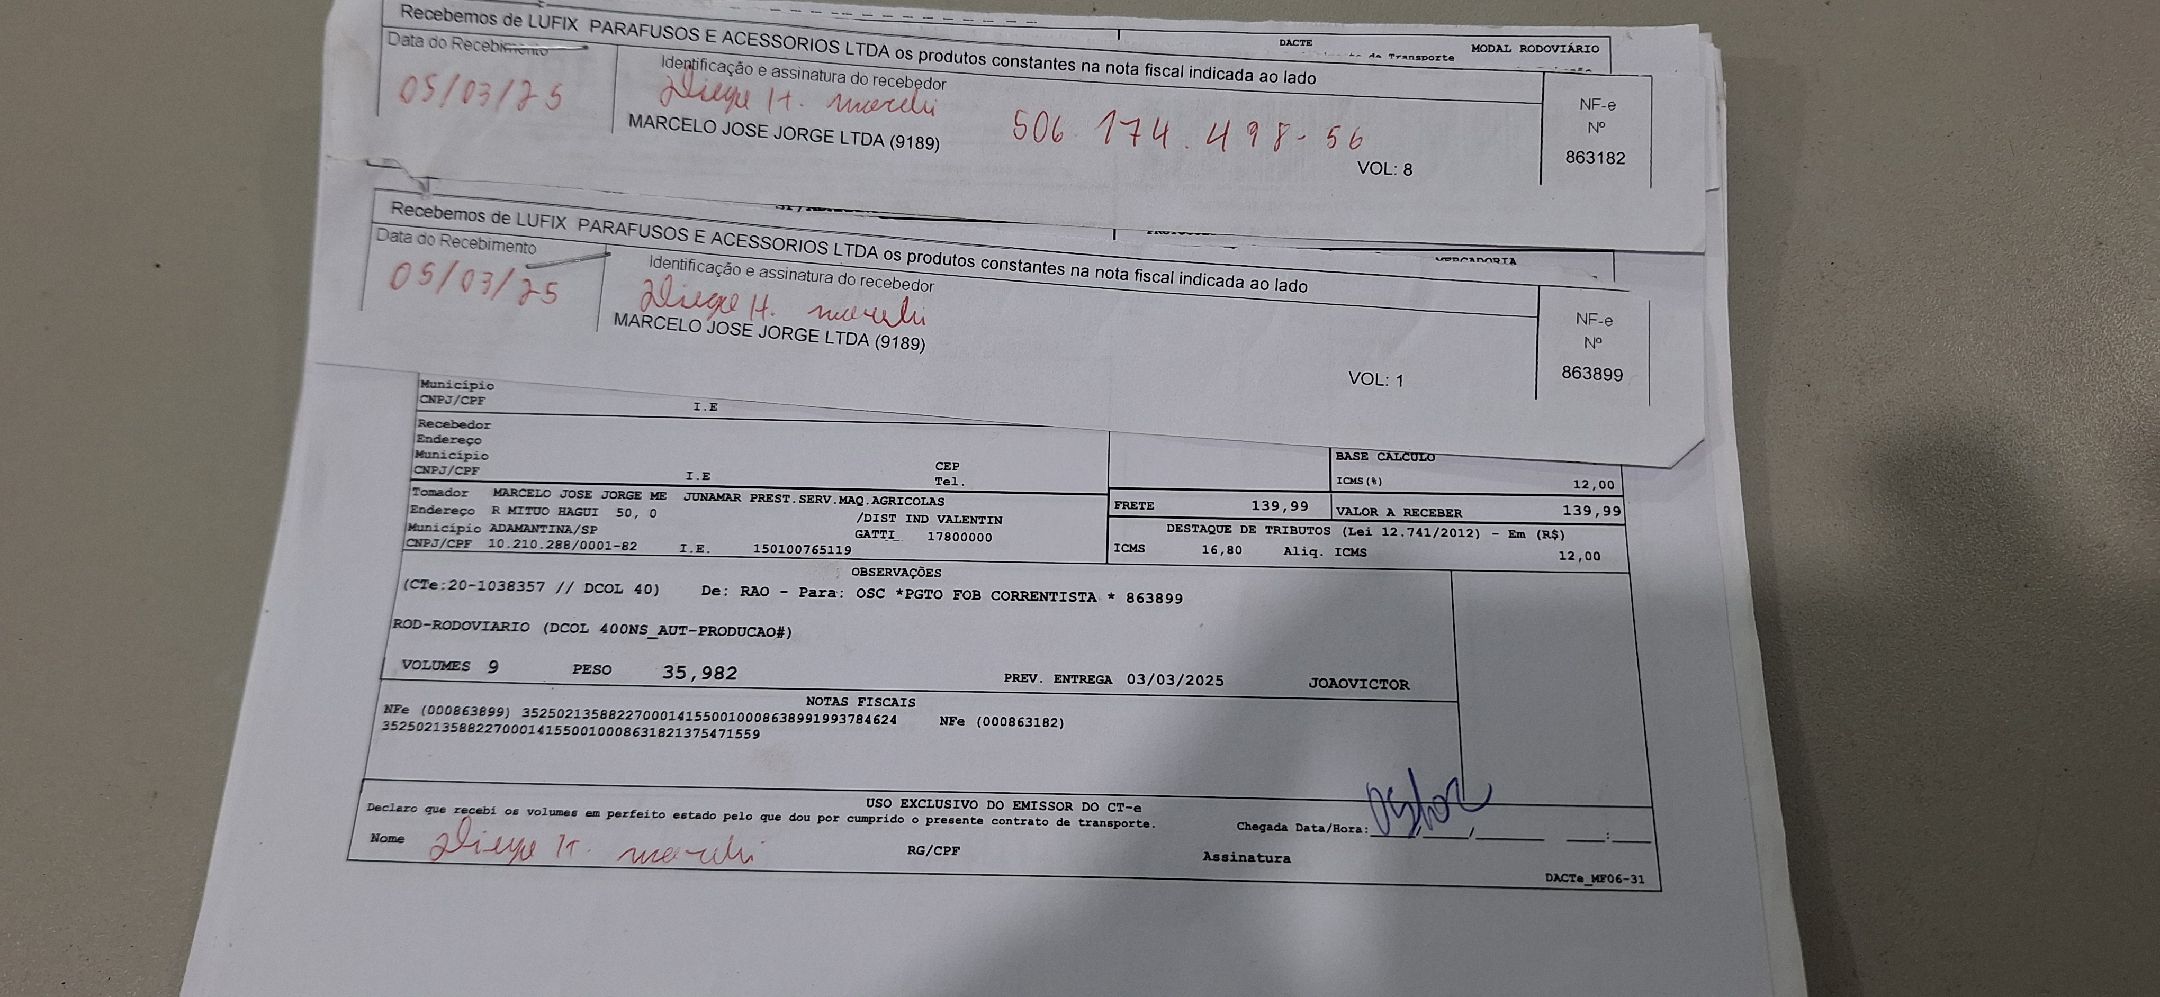 DACTE
MODAL RODOVIÁRIO
de Transporte
Recebemos de LUFIX PARAFUSOS E ACESSORIOS LTDA os produtos constantes na nota fiscal indicada ao lado
Data do Recebimento
Identificação e assinatura do recebedor
05/03/25
Diego H.
506.174.498-56
MARCELO JOSE JORGE LTDA (9189)
VOL: 8
NF-e
Nº
863182
Recebemos de LUFIX PARAFUSOS E ACESSORIOS LTDA os produtos constantes na nota fiscal indicada ao lado
MERCADORIA
Data do Recebimento
Identificação e assinatura do recebedor
05/03/25
Diego H.
MARCELO JOSE JORGE LTDA (9189)
VOL: 1
NF-e
Nº
863899
Município
CNPJ/CPF I.E
Recebedor
Endereço
Município CEP
CNPJ/CPF I.E Tel.
BASE CALCULO
ICMS(%) 12,00
Tomador MARCELO JOSE JORGE ME JUNAMAR PREST.SERV.MAQ.AGRICOLAS
Endereço R MITUO HAGUI 50, 0 /DIST IND VALENTIN
Município ADAMANTINA/SP GATTI 17800000
CNPJ/CPF 10.210.288/0001-82 I.E. 150100765119
FRETE 139,99 VALOR A RECEBER 139,99
DESTAQUE DE TRIBUTOS (Lei 12.741/2012) - Em (R$)
ICMS 16,80 Aliq. ICMS 12,00
OBSERVAÇÕES
(CTe:20-1038357 // DCOL 40) De: RAO - Para: OSC *PGTO FOB CORRENTISTA * 863899
ROD-RODOVIARIO (DCOL 400NS_AUT-PRODUCAO#)
VOLUMES 9 PESO 35,982 PREV. ENTREGA 03/03/2025 JOAOVICTOR
NOTAS FISCAIS
NFe (000863899) 35250213588227000141550010008638991993784624 NFe (000863182)
35250213588227000141550010008631821375471559
USO EXCLUSIVO DO EMISSOR DO CT-e
Declaro que recebi os volumes em perfeito estado pelo que dou por cumprido o presente contrato de transporte.
Chegada Data/Hora:
Nome Diego H. RG/CPF Assinatura
DACTe_MF06-31